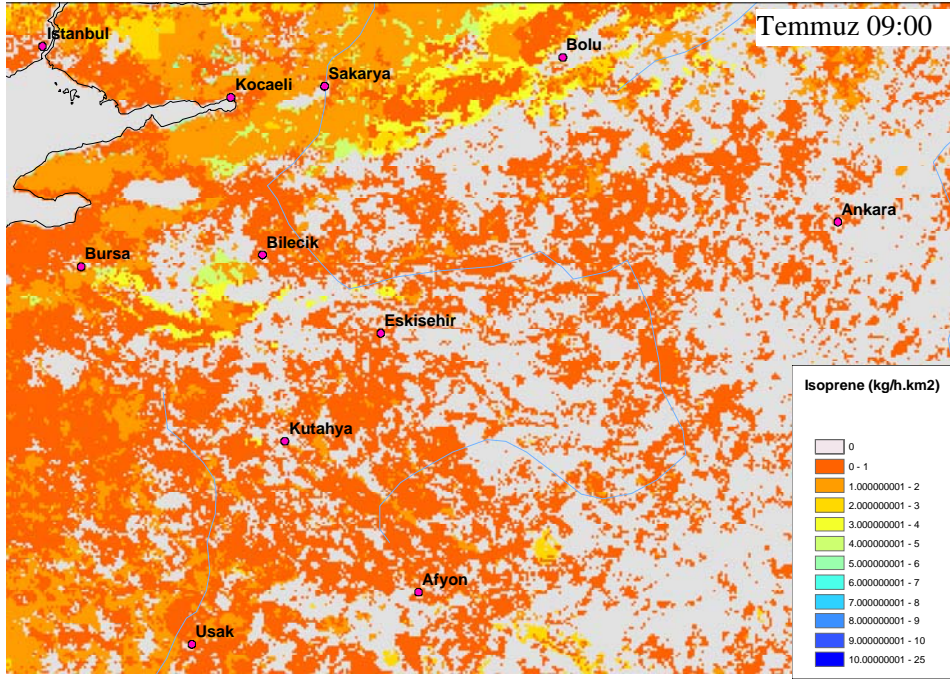 Temmuz 09:00
Istanbul
Bolu
Kocaeli
Sakarya
Ankara
Bilecik
Bursa
Eskisehir
Kutahya
Afyon
Usak
Isoprene (kg/h.km2)
0
0 - 1
1.000000001 - 2
2.000000001 - 3
3.000000001 - 4
4.000000001 - 5
5.000000001 - 6
6.000000001 - 7
7.000000001 - 8
8.000000001 - 9
9.000000001 - 10
10.00000001 - 25